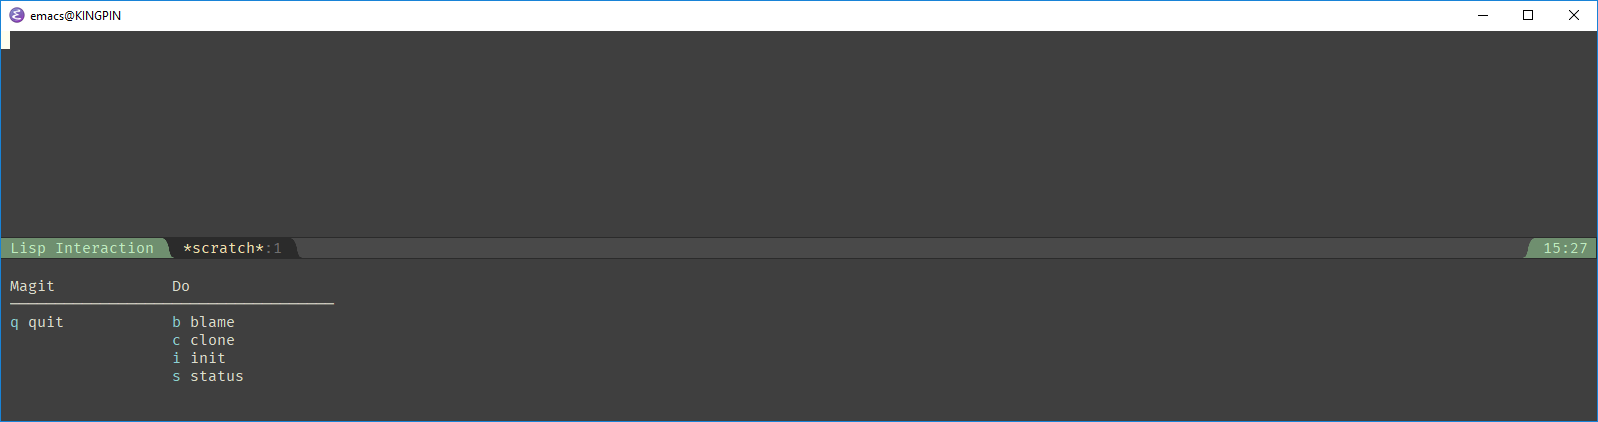 emacs@KINGPIN
Lisp Interaction *scratch*:1 15:27
Magit Do
q quit b blame
c clone
i init
s status